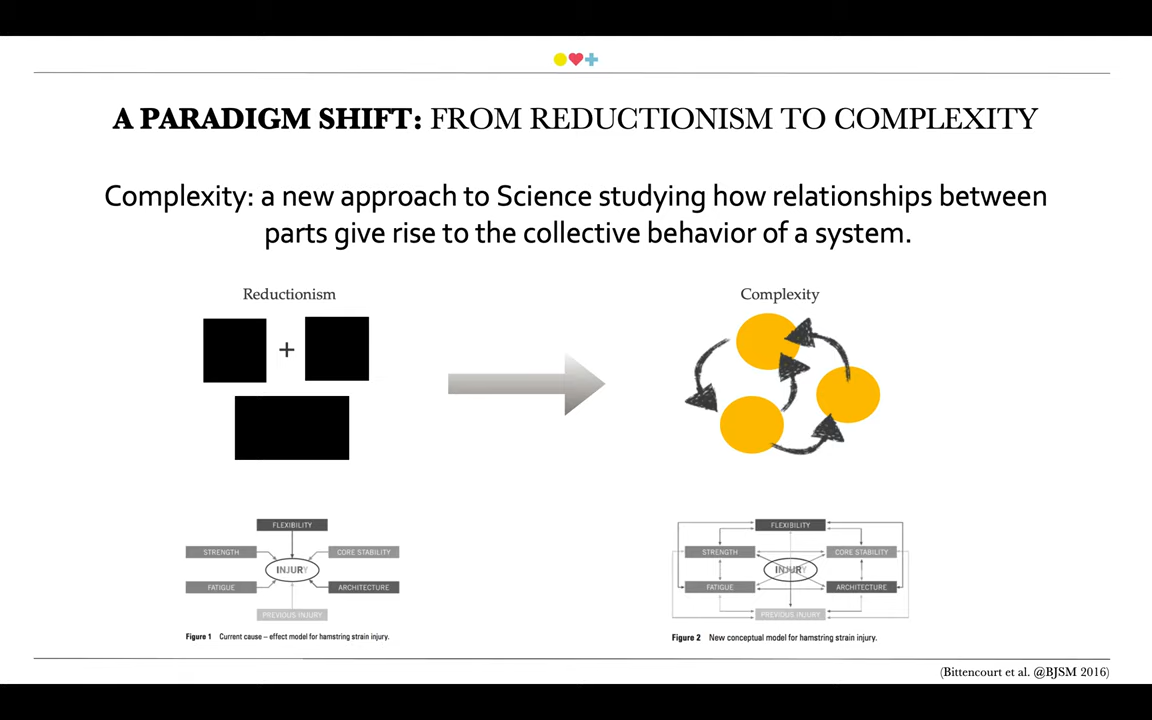 A PARADIGM SHIFT: FROM REDUCTIONISM TO COMPLEXITY
Complexity: a new approach to Science studying how relationships between
parts give rise to the collective behavior of a system.
Reductionism
+
Complexity
FLEXIBILITY
STRENGTH
CORE STABILITY
INJURY
FATIGUE
ARCHITECTURE
PREVIOUS INJURY
Figure 1 Current cause – effect model for hamstring strain injury.
FLEXIBILITY
STRENGTH
CORE STABILITY
INJURY
FATIGUE
ARCHITECTURE
PREVIOUS INJURY
Figure 2 New conceptual model for hamstring strain injury.
(Bittencourt et al. @BJSM 2016)